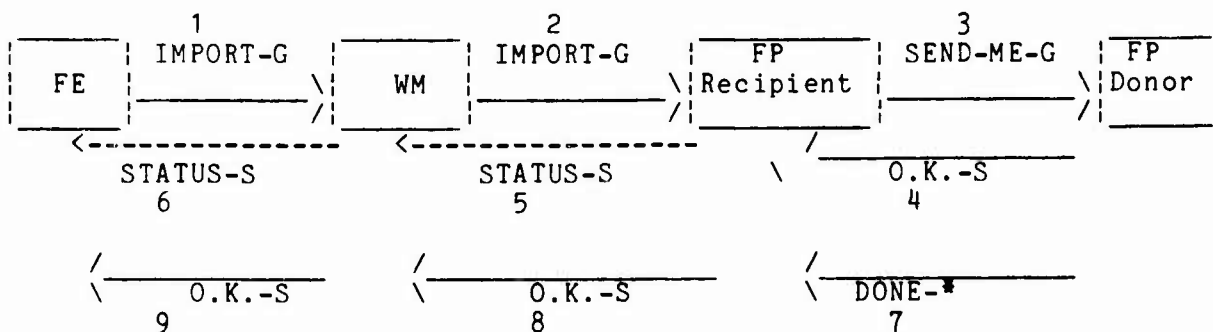 1 2 3
IMPORT-G IMPORT-G FP SEND-ME-G FP
FE WM Recipient Donor
STATUS-S STATUS-S O.K.-S
6 5 4
O.K.-S O.K.-S DONE-*
9 8 7